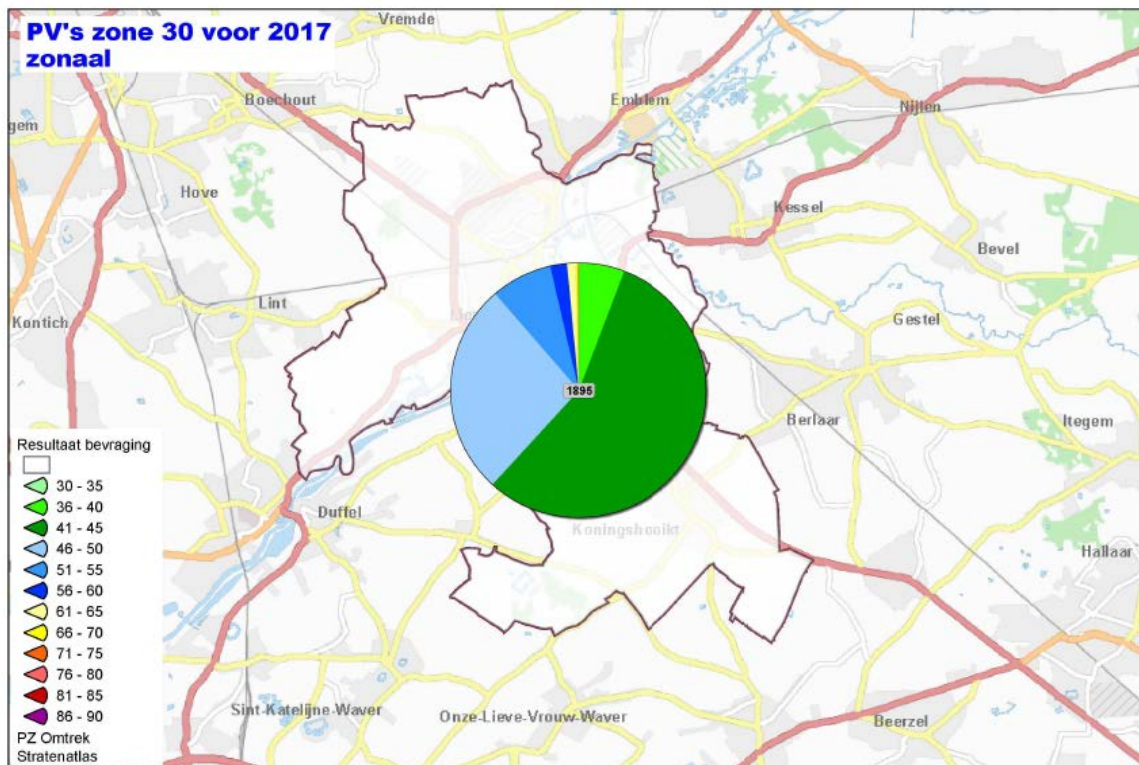 PV's zone 30 voor 2017
zonaal
Vremde
Boechout
Emblem
Nijlen
gem
Hove
Kessel
Bevel
Lint
Kontich
Gestel
1895
Berlaar
Itegem
Resultaat bevraging
30 - 35
36 - 40
41 - 45
46 - 50
51 - 55
56 - 60
61 - 65
66 - 70
71 - 75
76 - 80
81 - 85
86 - 90
PZ Omtrek
Stratenatlas
Duffel
Koningshooikt
Hallaar
Sint-Katelijne-Waver
Onze-Lieve-Vrouw-Waver
Beerzel